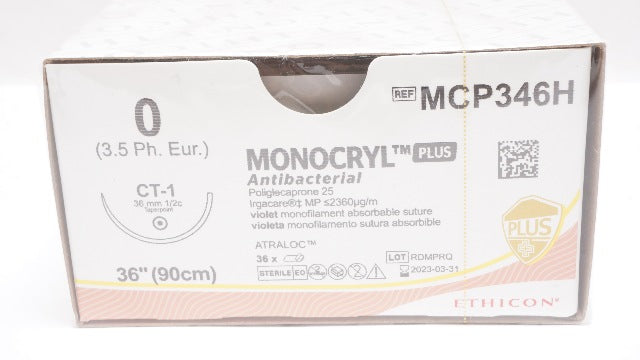 0
(3.5 Ph. Eur.)
CT-1
36 mm 1/2c
Taperpoint
36" (90cm)
REF MCP346H
MONOCRYL™ PLUS
Antibacterial
Poliglecaprone 25
Irgacare®‡ MP ≤2360µg/m
violet monofilament absorbable suture
violeta monofilamento sutura absorbible
ATRALOC™
36 x
LOT RDMPRQ
2023-03-31
STERILE EO
PLUS
ETHICON®